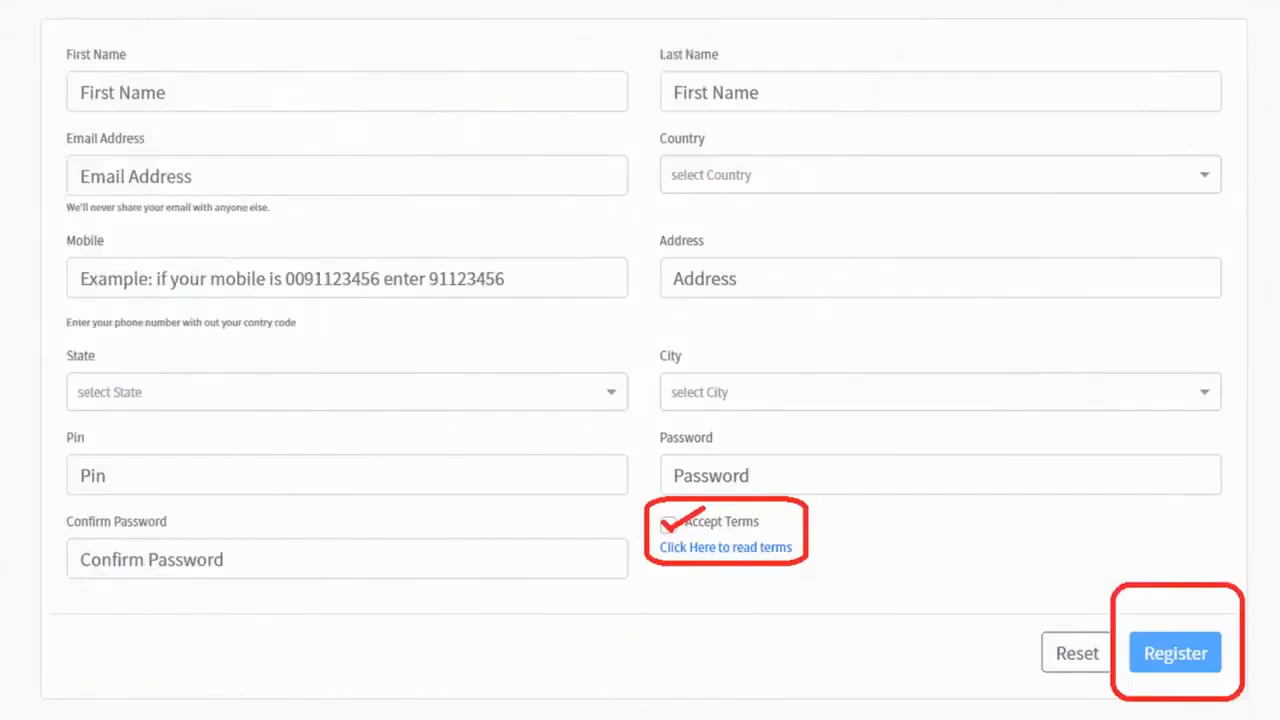 First Name
Last Name
First Name
First Name
Email Address
Country
Email Address
select Country
We'll never share your email with anyone else.
Mobile
Address
Example: if your mobile is 0091123456 enter 91123456
Address
Enter your phone number with out your contry code
State
City
select State
select City
Pin
Password
Pin
Password
Confirm Password
Accept Terms
Click Here to read terms
Confirm Password
Reset
Register